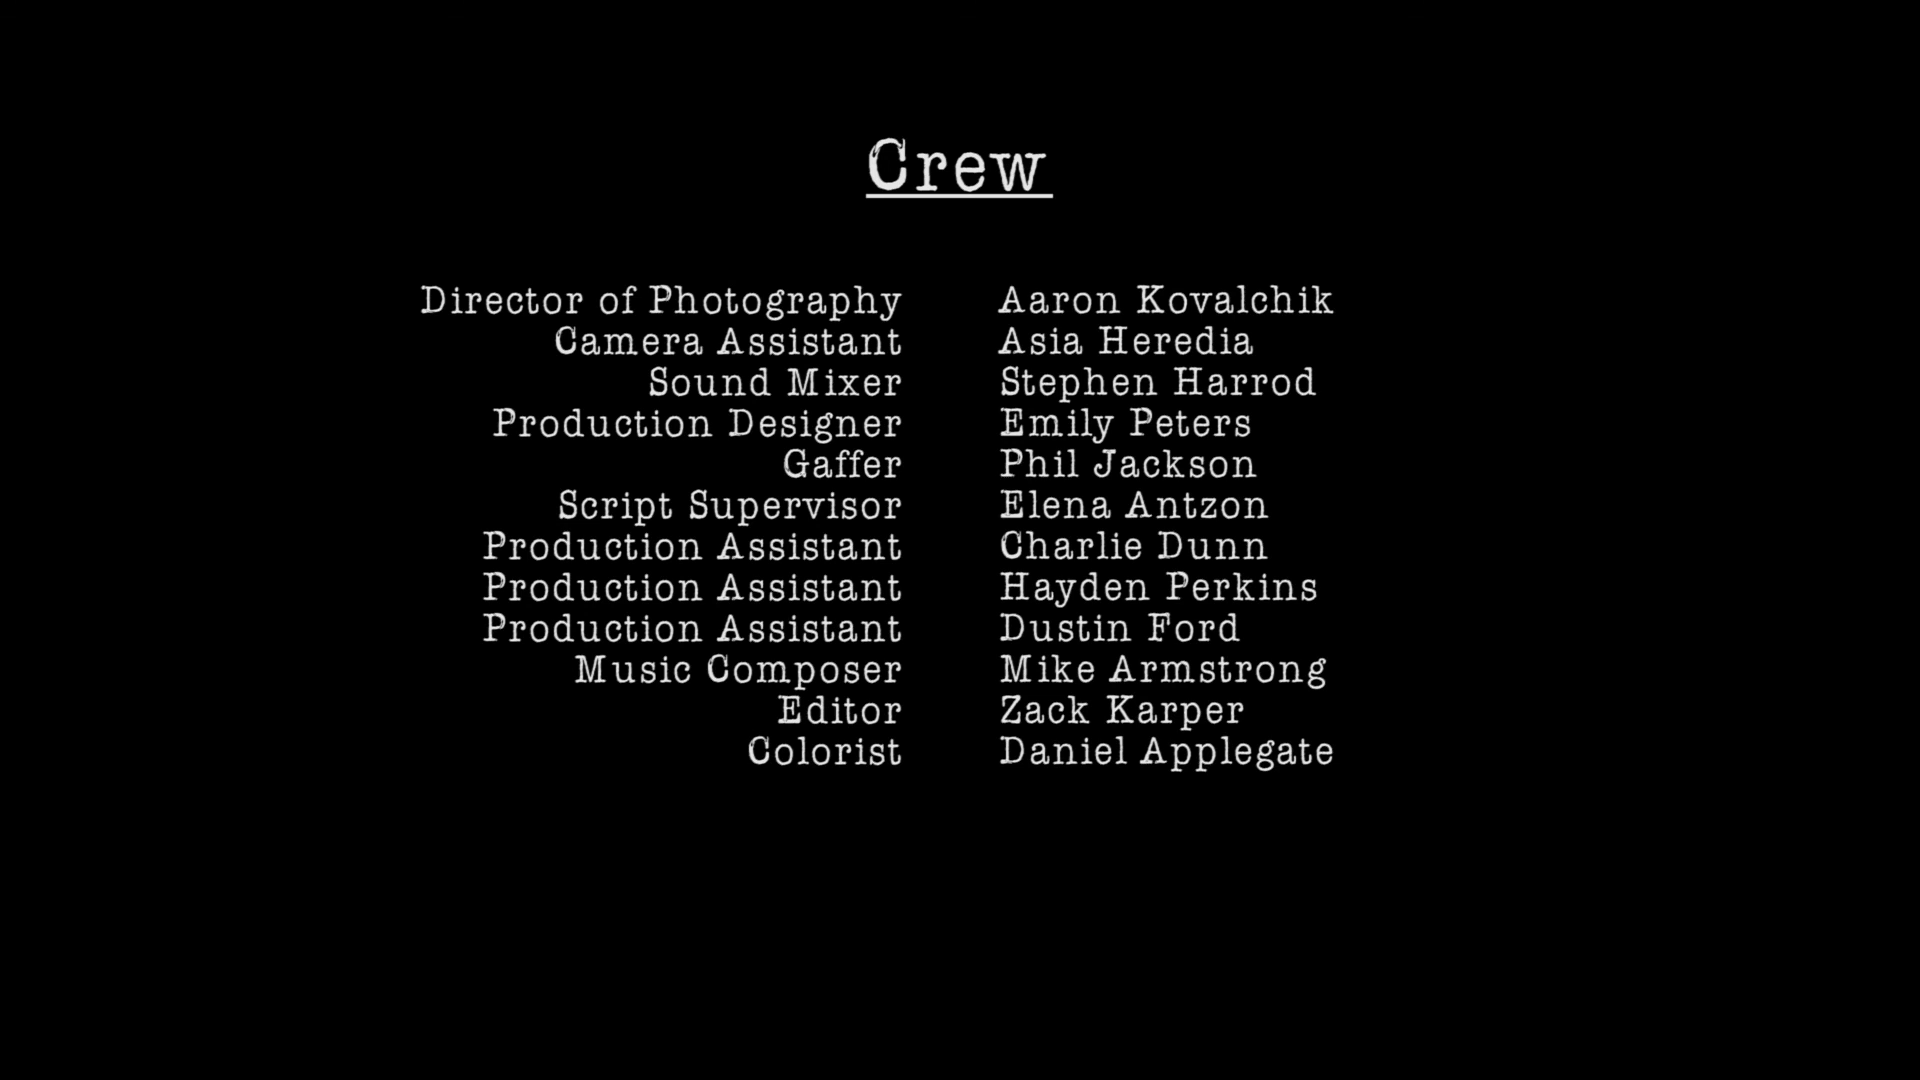 Crew
Director of Photography Aaron Kovalchik
Camera Assistant Asia Heredia
Sound Mixer Stephen Harrod
Production Designer Emily Peters
Gaffer Phil Jackson
Script Supervisor Elena Antzon
Production Assistant Charlie Dunn
Production Assistant Hayden Perkins
Production Assistant Dustin Ford
Music Composer Mike Armstrong
Editor Zack Karper
Colorist Daniel Applegate